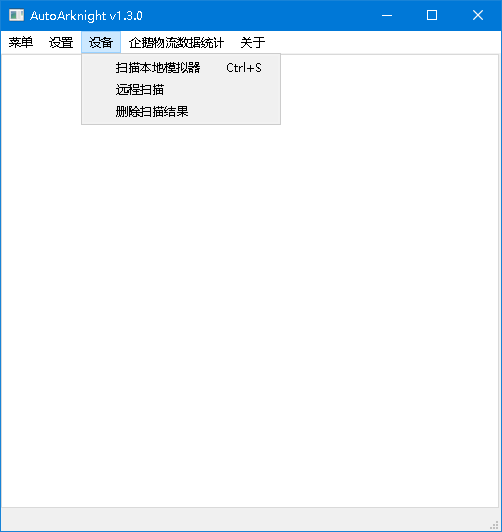 AutoArknight v1.3.0
菜单 设置 设备 企鹅物流数据统计 关于
扫描本地模拟器 Ctrl+S
远程扫描
删除扫描结果